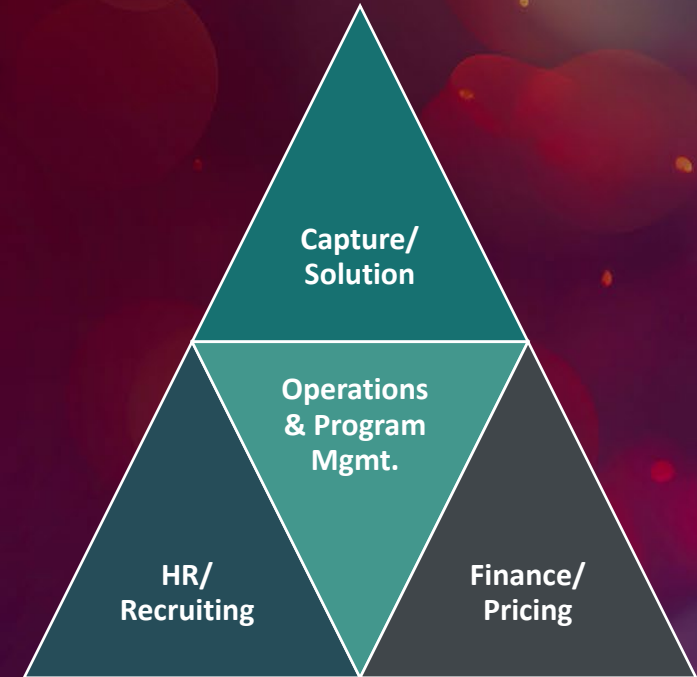 Capture/
Solution
Operations
& Program
Mgmt.
HR/
Recruiting
Finance/
Pricing